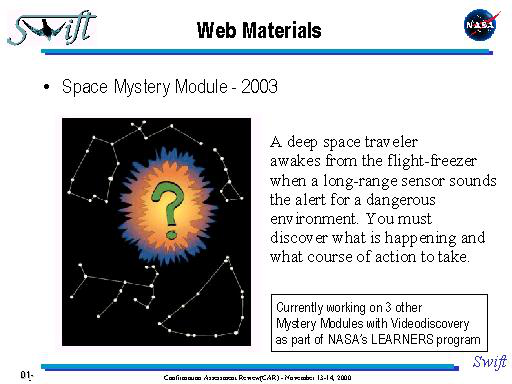 Swift
Web Materials
NASA
• Space Mystery Module - 2003
?
A deep space traveler
awakes from the flight-freezer
when a long-range sensor sounds
the alert for a dangerous
environment. You must
discover what is happening and
what course of action to take.
Currently working on 3 other
Mystery Modules with Videodiscovery
as part of NASA's LEARNERS program
Swift
01-
Confirmation Assessment Review(CAR) - November 13-14, 2000